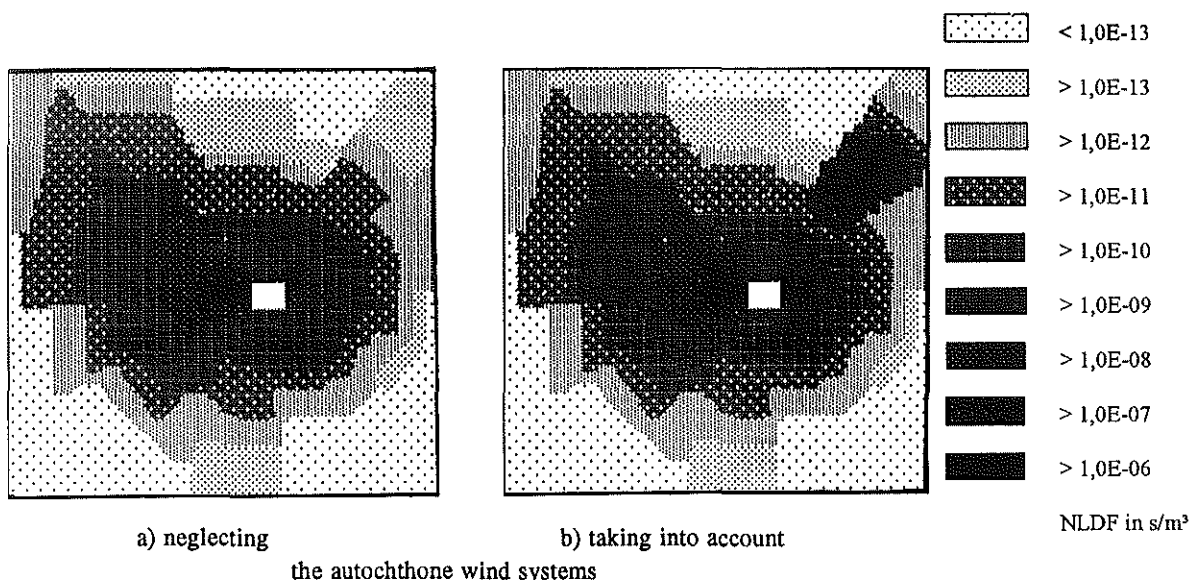 < 1,0E-13
> 1,0E-13
> 1,0E-12
> 1,0E-11
> 1,0E-10
> 1,0E-09
> 1,0E-08
> 1,0E-07
> 1,0E-06
NLDF in s/m³
a) neglecting
b) taking into account
the autochthone wind systems